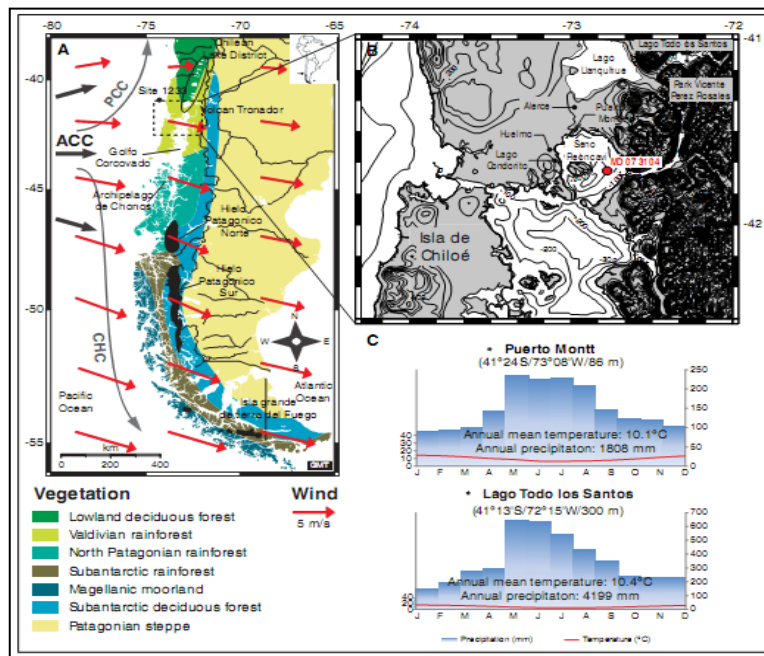 -80 -75 -70 -65
-40
-45
-50
-55
A
Chilean
Lake District
PCC
Site 1233
Volcan Tronador
ACC
Golfo
Corcovado
Archipelago
de Chonos
Hielo
Patagonico
Norte
Hielo
Patagonico
Sur
N
W E
S
CHC
Pacific
Ocean
Atlantic
Ocean
Isla grande
de tierra del Fuego
km
0 200 400
GMT
Vegetation
Lowland deciduous forest
Valdivian rainforest
North Patagonian rainforest
Subantarctic rainforest
Magellanic moorland
Subantarctic deciduous forest
Patagonian steppe
Wind
5 m/s
-74 -73 -72
-41
-42
B
Lago Todo los Santos
Lago
Llanquihue
Park Vicente
Perez Rosales
Alerce
Puerto
Montt
Huelmo
Seno
Reloncavi
MD 07 3104
Lago
Condorito
Isla de
Chiloé
C
* Puerto Montt
(41°24'S/73°08'W/86 m)
250
200
150
100
50
0
40
30
20
10
0
Annual mean temperature: 10.1°C
Annual precipitaton: 1808 mm
J F M A M J J A S O N D
* Lago Todo los Santos
(41°13'S/72°15'W/300 m)
700
600
500
400
300
200
100
0
40
20
0
Annual mean temperature: 10.4°C
Annual precipitaton: 4199 mm
J F M A M J J A S O N D
Precipitation (mm) Temperature (°C)